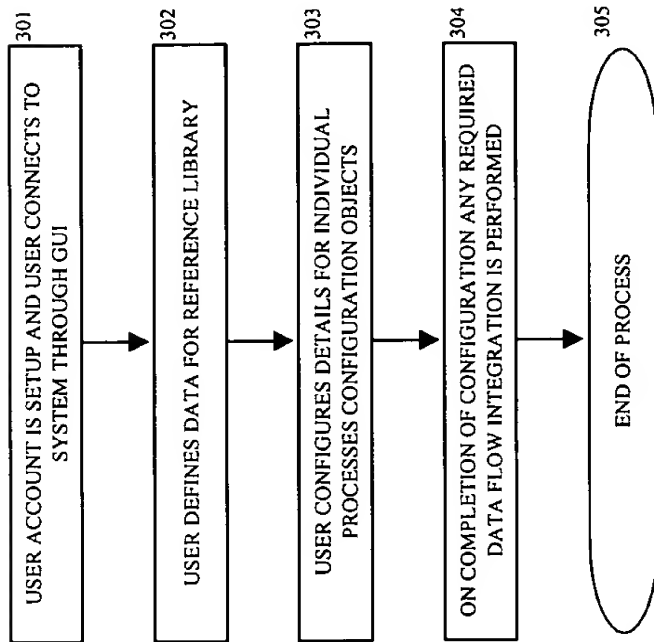 301
USER ACCOUNT IS SETUP AND USER CONNECTS TO
SYSTEM THROUGH GUI
302
USER DEFINES DATA FOR REFERENCE LIBRARY
303
USER CONFIGURES DETAILS FOR INDIVIDUAL
PROCESSES CONFIGURATION OBJECTS
304
ON COMPLETION OF CONFIGURATION ANY REQUIRED
DATA FLOW INTEGRATION IS PERFORMED
305
END OF PROCESS